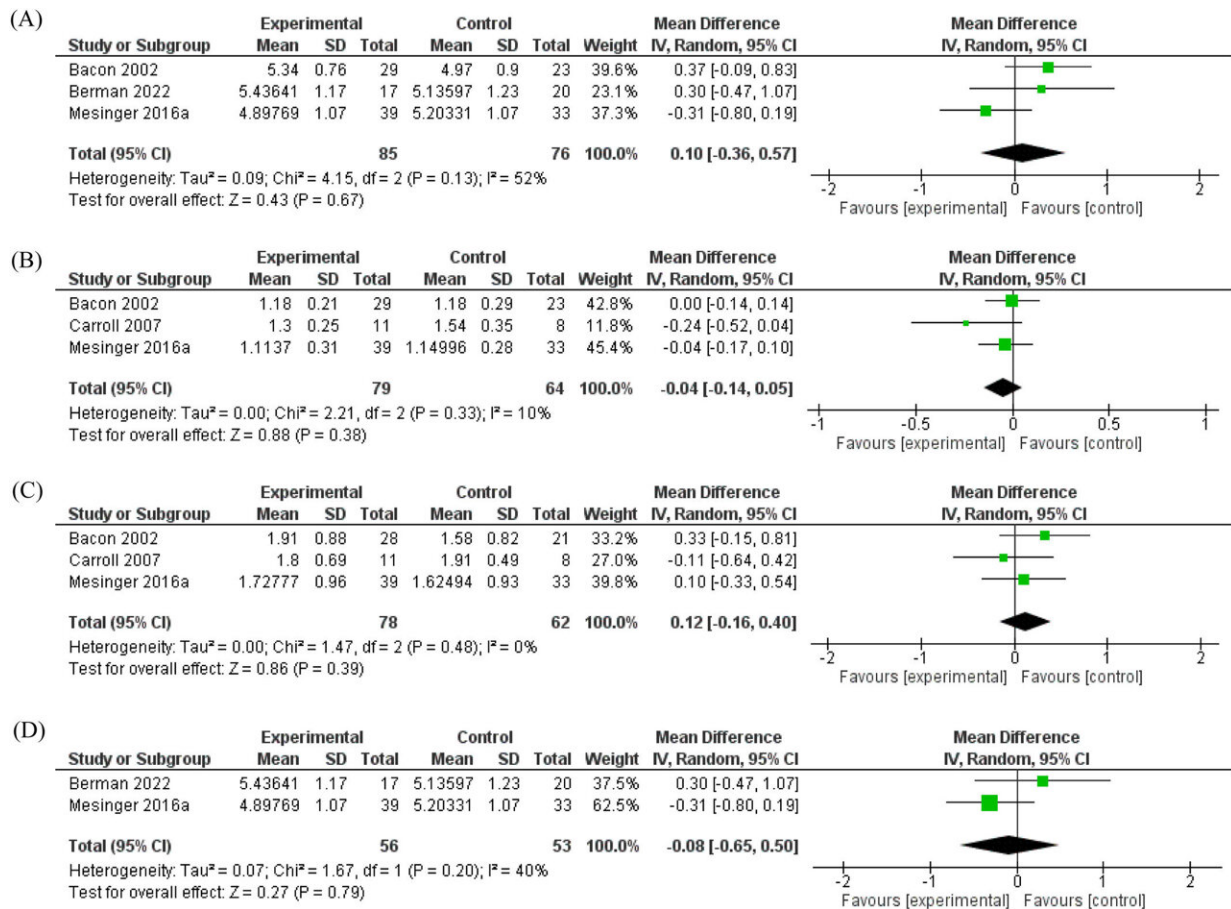 (A)
Experimental Control Mean Difference Mean Difference
Study or Subgroup Mean SD Total Mean SD Total Weight IV, Random, 95% CI IV, Random, 95% CI
Bacon 2002 5.34 0.76 29 4.97 0.9 23 39.6% 0.37 [-0.09, 0.83]
Berman 2022 5.43641 1.17 17 5.13597 1.23 20 23.1% 0.30 [-0.47, 1.07]
Mesinger 2016a 4.89769 1.07 39 5.20331 1.07 33 37.3% -0.31 [-0.80, 0.19]
Total (95% CI) 85 76 100.0% 0.10 [-0.36, 0.57]
Heterogeneity: Tau² = 0.09; Chi² = 4.15, df = 2 (P = 0.13); I² = 52%
Test for overall effect: Z = 0.43 (P = 0.67)
-2 -1 0 1 2
Favours [experimental] Favours [control]
(B)
Experimental Control Mean Difference Mean Difference
Study or Subgroup Mean SD Total Mean SD Total Weight IV, Random, 95% CI IV, Random, 95% CI
Bacon 2002 1.18 0.21 29 1.18 0.29 23 42.8% 0.00 [-0.14, 0.14]
Carroll 2007 1.3 0.25 11 1.54 0.35 8 11.8% -0.24 [-0.52, 0.04]
Mesinger 2016a 1.1137 0.31 39 1.14996 0.28 33 45.4% -0.04 [-0.17, 0.10]
Total (95% CI) 79 64 100.0% -0.04 [-0.14, 0.05]
Heterogeneity: Tau² = 0.00; Chi² = 2.21, df = 2 (P = 0.33); I² = 10%
Test for overall effect: Z = 0.88 (P = 0.38)
-1 -0.5 0 0.5 1
Favours [experimental] Favours [control]
(C)
Experimental Control Mean Difference Mean Difference
Study or Subgroup Mean SD Total Mean SD Total Weight IV, Random, 95% CI IV, Random, 95% CI
Bacon 2002 1.91 0.88 28 1.58 0.82 21 33.2% 0.33 [-0.15, 0.81]
Carroll 2007 1.8 0.69 11 1.91 0.49 8 27.0% -0.11 [-0.64, 0.42]
Mesinger 2016a 1.72777 0.96 39 1.62494 0.93 33 39.8% 0.10 [-0.33, 0.54]
Total (95% CI) 78 62 100.0% 0.12 [-0.16, 0.40]
Heterogeneity: Tau² = 0.00; Chi² = 1.47, df = 2 (P = 0.48); I² = 0%
Test for overall effect: Z = 0.86 (P = 0.39)
-2 -1 0 1 2
Favours [experimental] Favours [control]
(D)
Experimental Control Mean Difference Mean Difference
Study or Subgroup Mean SD Total Mean SD Total Weight IV, Random, 95% CI IV, Random, 95% CI
Berman 2022 5.43641 1.17 17 5.13597 1.23 20 37.5% 0.30 [-0.47, 1.07]
Mesinger 2016a 4.89769 1.07 39 5.20331 1.07 33 62.5% -0.31 [-0.80, 0.19]
Total (95% CI) 56 53 100.0% -0.08 [-0.65, 0.50]
Heterogeneity: Tau² = 0.07; Chi² = 1.67, df = 1 (P = 0.20); I² = 40%
Test for overall effect: Z = 0.27 (P = 0.79)
-2 -1 0 1 2
Favours [experimental] Favours [control]